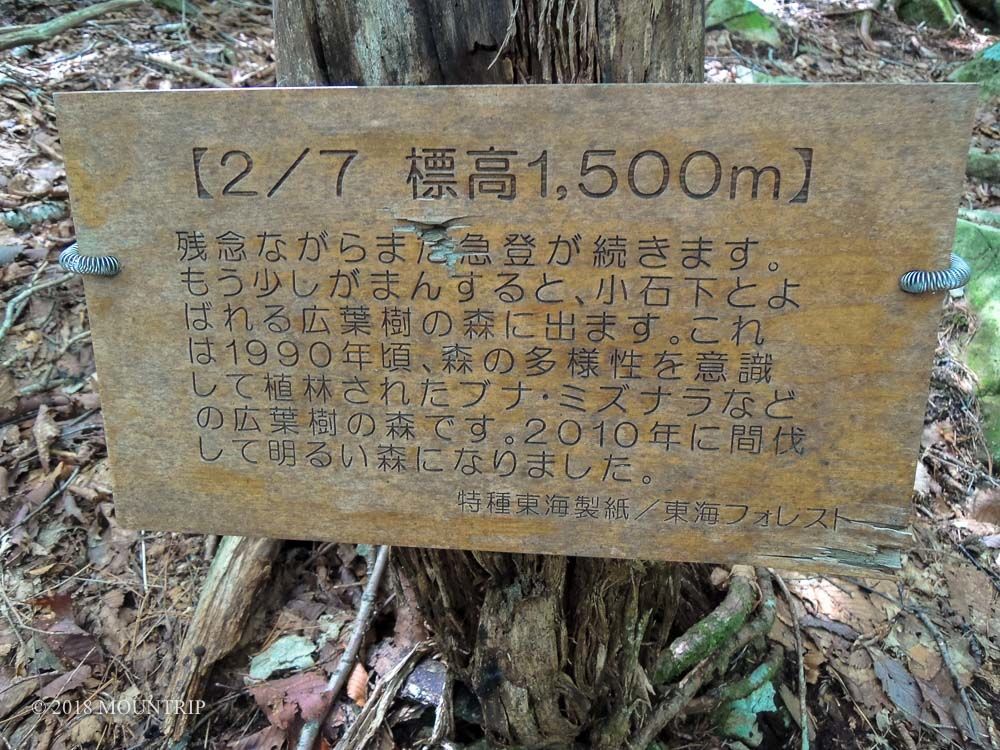 【2/7 標高1,500m】
残念ながらまだ急登が続きます。
もう少しがまんすると、小石下とよ
ばれる広葉樹の森に出ます。これ
は1990年頃、森の多様性を意識
して植林されたブナ・ミズナラなど
の広葉樹の森です。2010年に間伐
して明るい森になりました。
特種東海製紙／東海フォレスト
©2018 MOUNTRIP